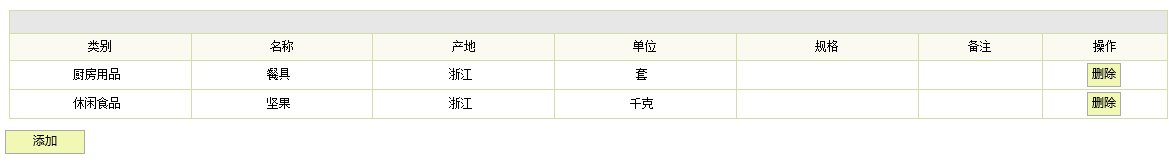 类别 名称 产地 单位 规格 备注 操作
厨房用品 餐具 浙江 套 删除
休闲食品 坚果 浙江 千克 删除
添加